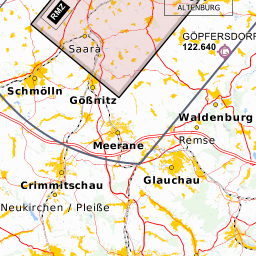 ALTENBURG
RMZ
GÖPFERSDORF
122.640
Saara
Schmölln
Gößnitz
Waldenburg
Meerane
Remse
Crimmitschau
Glauchau
Neukirchen / Pleiße